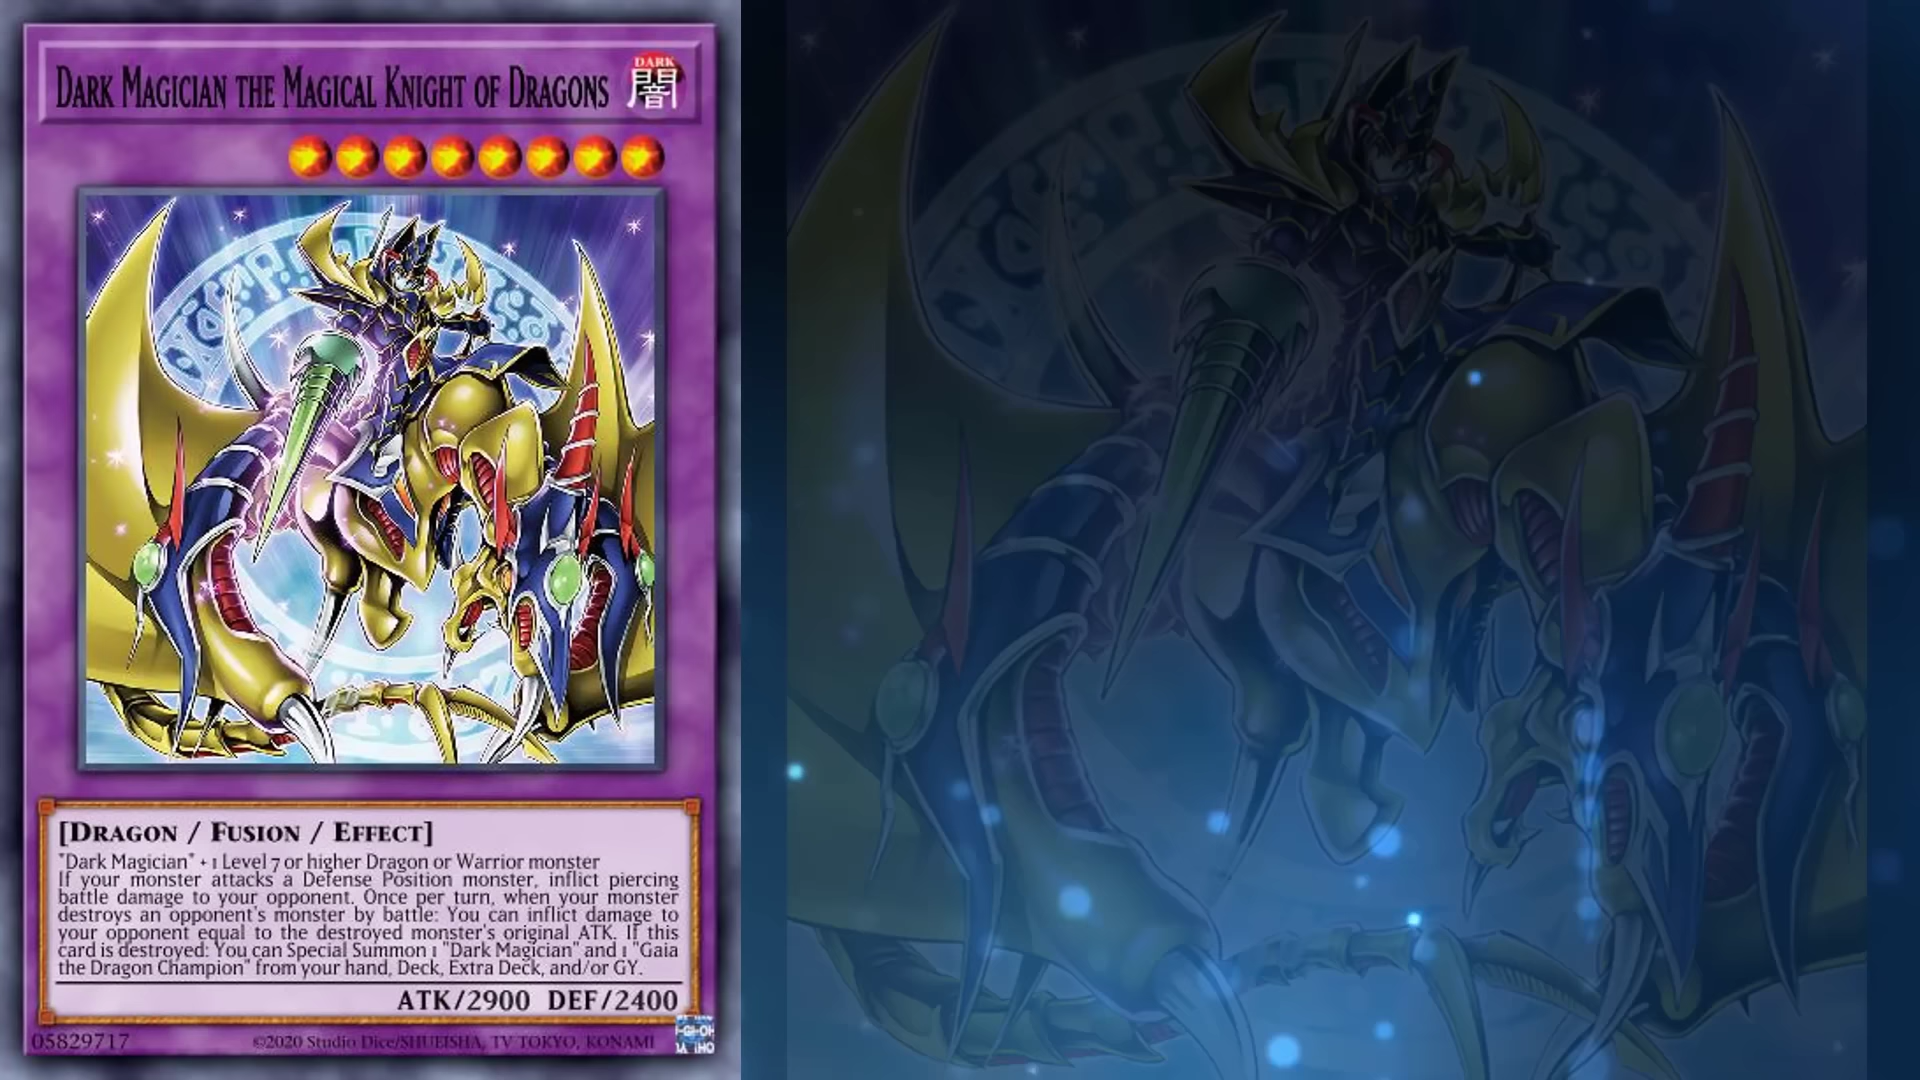 Dark Magician the Magical Knight of Dragons
DARK
闇
[Dragon / Fusion / Effect]
"Dark Magician" + 1 Level 7 or higher Dragon or Warrior monster
If your monster attacks a Defense Position monster, inflict piercing
battle damage to your opponent. Once per turn, when your monster
destroys an opponent's monster by battle: You can inflict damage to
your opponent equal to the destroyed monster's original ATK. If this
card is destroyed: You can Special Summon 1 "Dark Magician" and 1 "Gaia
the Dragon Champion" from your hand, Deck, Extra Deck, and/or GY.
ATK/2900 DEF/2400
05829717
©2020 Studio Dice/SHUEISHA, TV TOKYO, KONAMI